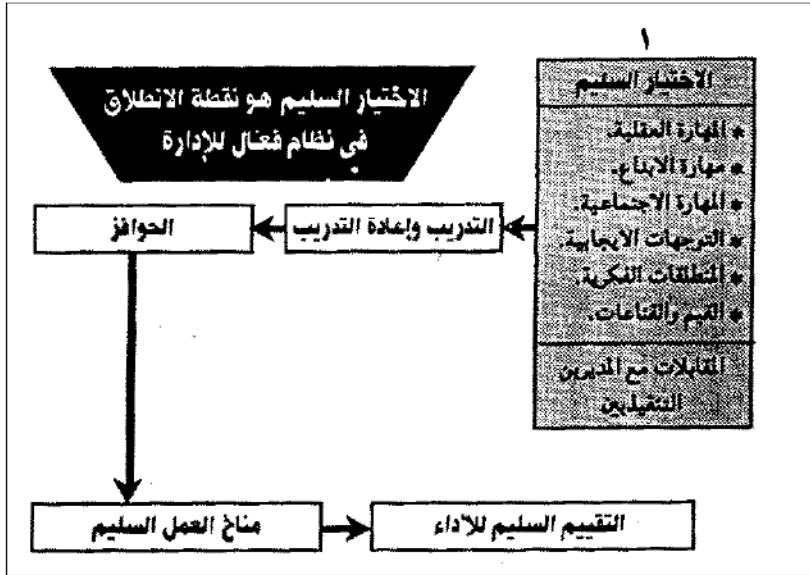 ١
الاختيار السليم
* المهارة العقلية.
* مهارة الابداع.
* المهارة الاجتماعية.
* التوجهات الايجابية.
* المنطلقات الفكرية.
* القيم والقناعات.
المقابلات مع المديرين
التنفيذيين
الاختيار السليم هو نقطة الانطلاق
في نظام فعال للإدارة
التدريب وإعادة التدريب
الحوافز
مناخ العمل السليم
التقييم السليم للأداء